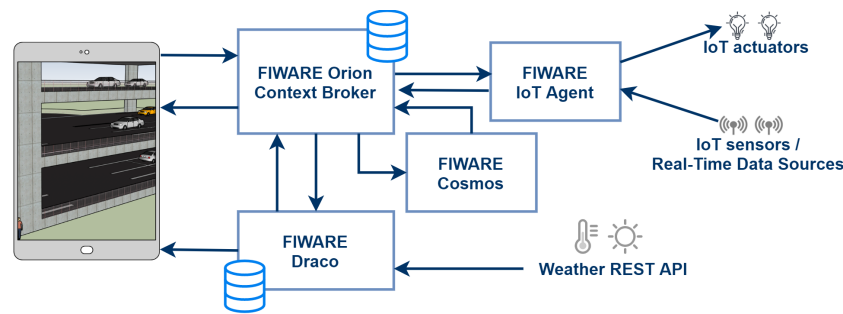 FIWARE Orion
Context Broker
FIWARE
IoT Agent
IoT actuators
IoT sensors /
Real-Time Data Sources
FIWARE
Cosmos
FIWARE
Draco
Weather REST API